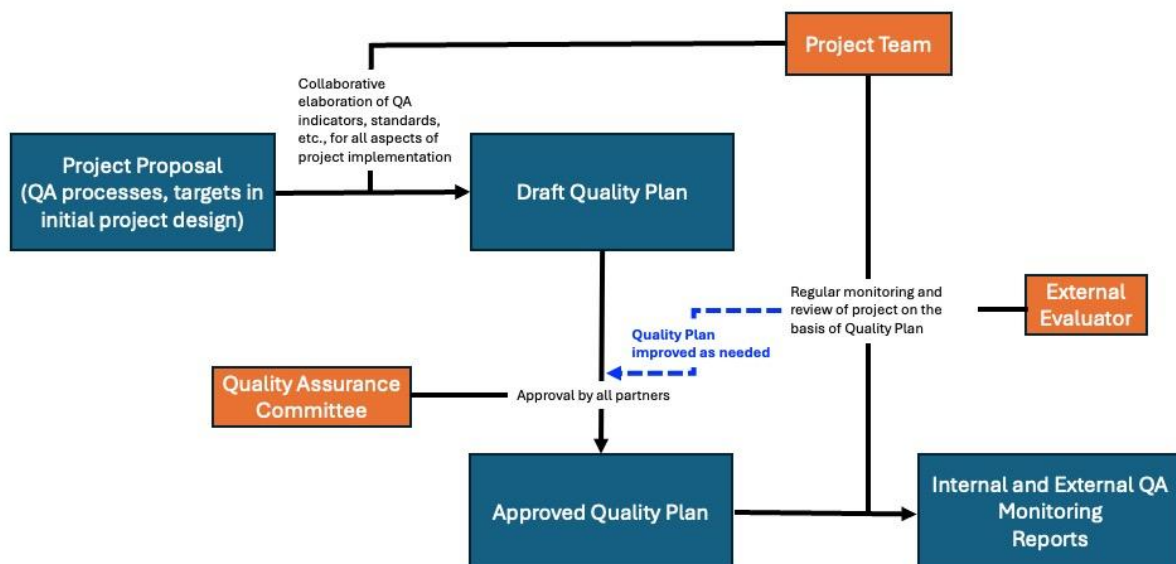 Project Team
Collaborative
elaboration of QA
indicators, standards,
etc., for all aspects of
project implementation
Project Proposal
(QA processes, targets in
initial project design)
Draft Quality Plan
Regular monitoring and
review of project on the
basis of Quality Plan
External
Evaluator
Quality Plan
improved as needed
Quality Assurance
Committee
Approval by all partners
Approved Quality Plan
Internal and External QA
Monitoring
Reports